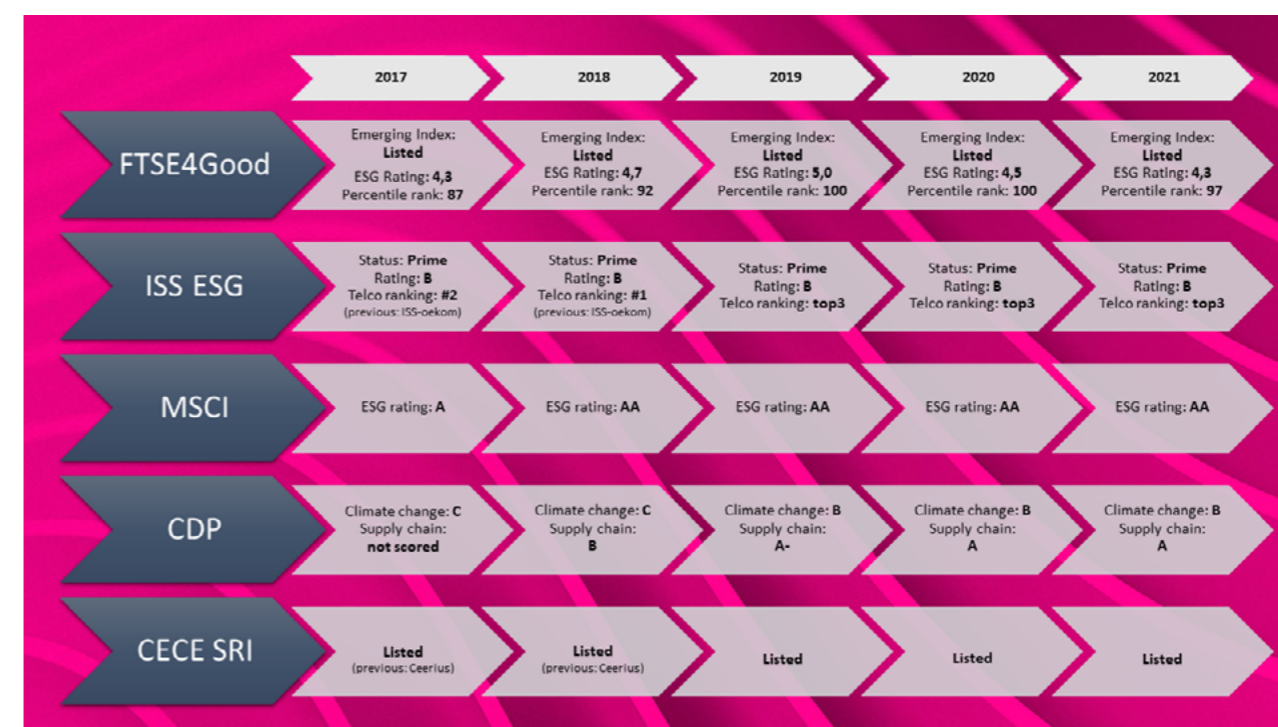 2017
2018
2019
2020
2021
FTSE4Good
Emerging Index:
Listed
ESG Rating: 4,3
Percentile rank: 87
Emerging Index:
Listed
ESG Rating: 4,7
Percentile rank: 92
Emerging Index:
Listed
ESG Rating: 5,0
Percentile rank: 100
Emerging Index:
Listed
ESG Rating: 4,5
Percentile rank: 100
Emerging Index:
Listed
ESG Rating: 4,3
Percentile rank: 97
ISS ESG
Status: Prime
Rating: B
Telco ranking: #2
(previous: ISS-oekom)
Status: Prime
Rating: B
Telco ranking: #1
(previous: ISS-oekom)
Status: Prime
Rating: B
Telco ranking: top3
Status: Prime
Rating: B
Telco ranking: top3
Status: Prime
Rating: B
Telco ranking: top3
MSCI
ESG rating: A
ESG rating: AA
ESG rating: AA
ESG rating: AA
ESG rating: AA
CDP
Climate change: C
Supply chain:
not scored
Climate change: C
Supply chain:
B
Climate change: B
Supply chain:
A-
Climate change: B
Supply chain:
A
Climate change: B
Supply chain:
A
CECE SRI
Listed
(previous: Ceerius)
Listed
(previous: Ceerius)
Listed
Listed
Listed